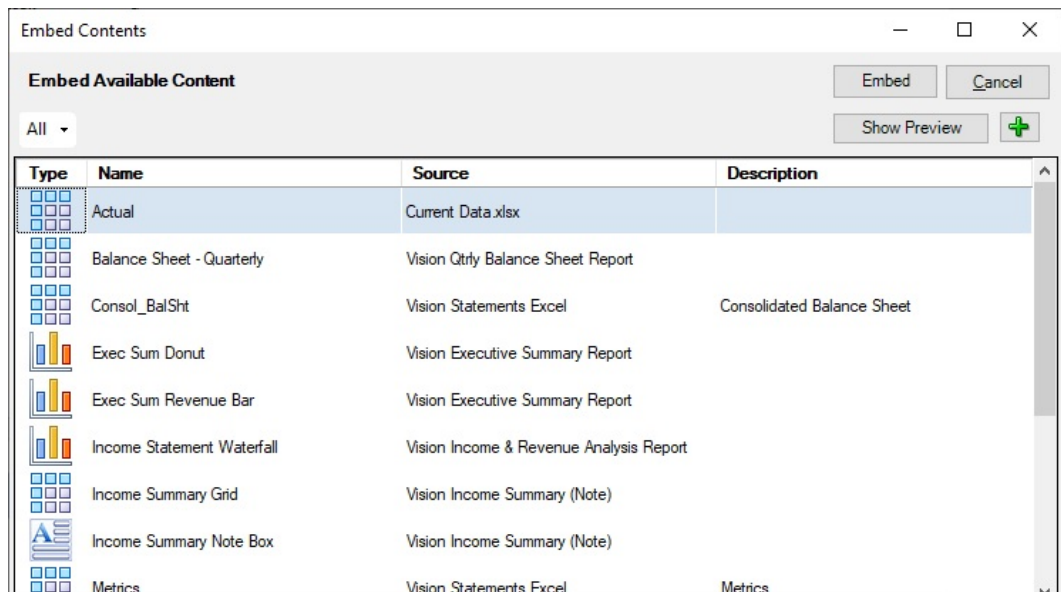 Embed Contents
Embed Available Content
Embed
Cancel
All
Show Preview
Type Name Source Description
Actual Current Data.xlsx
Balance Sheet - Quarterly Vision Qtrly Balance Sheet Report
Consol_BalSht Vision Statements Excel Consolidated Balance Sheet
Exec Sum Donut Vision Executive Summary Report
Exec Sum Revenue Bar Vision Executive Summary Report
Income Statement Waterfall Vision Income & Revenue Analysis Report
Income Summary Grid Vision Income Summary (Note)
Income Summary Note Box Vision Income Summary (Note)
Metrics Vision Statements Excel Metrics